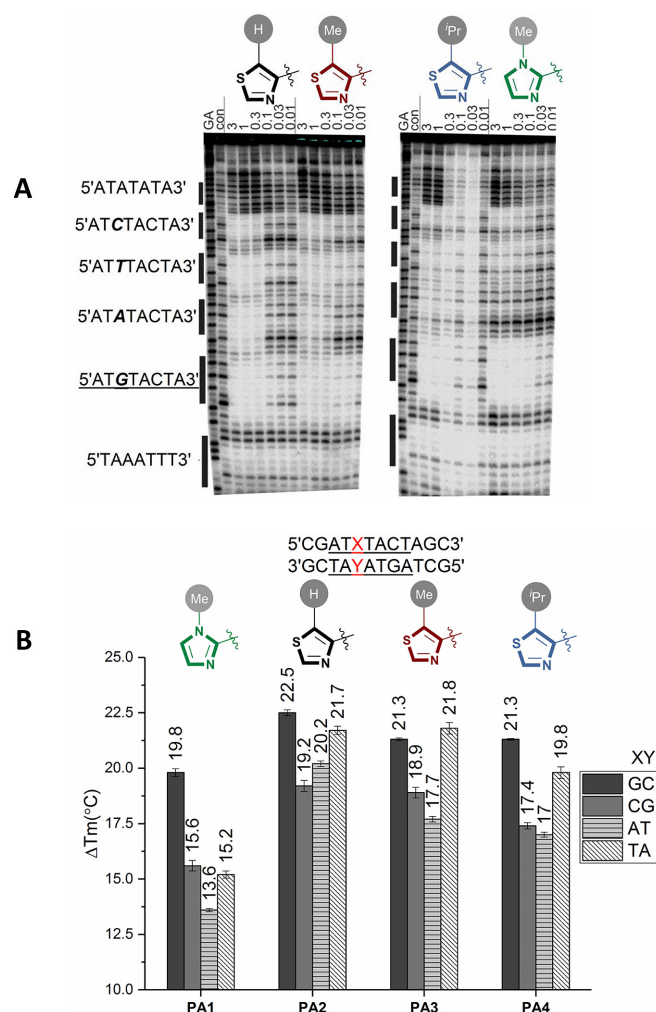 H
Me
iPr
Me
S
N
S
N
S
N
N
N
GA
con
3
1
0.3
0.1
0.03
0.01
3
1
0.3
0.1
0.03
0.01
GA
con
3
1
0.3
0.1
0.03
0.01
3
1
0.3
0.1
0.03
0.01
A
5'ATATATA3'
5'ATCTACTA3'
5'ATTTACTA3'
5'ATATACTA3'
5'ATGTACTA3'
5'TAAATTT3'
5'CGATXTACTAGC3'
3'GCTAYATGATCG5'
B
Me
H
Me
iPr
N
N
S
N
S
N
S
N
25.0
22.5
20.0
17.5
15.0
12.5
10.0
ΔTm(°C)
19.8
15.6
13.6
15.2
22.5
19.2
20.2
21.7
21.3
18.9
17.7
21.8
21.3
17.4
17
19.8
XY
GC
CG
AT
TA
PA1 PA2 PA3 PA4